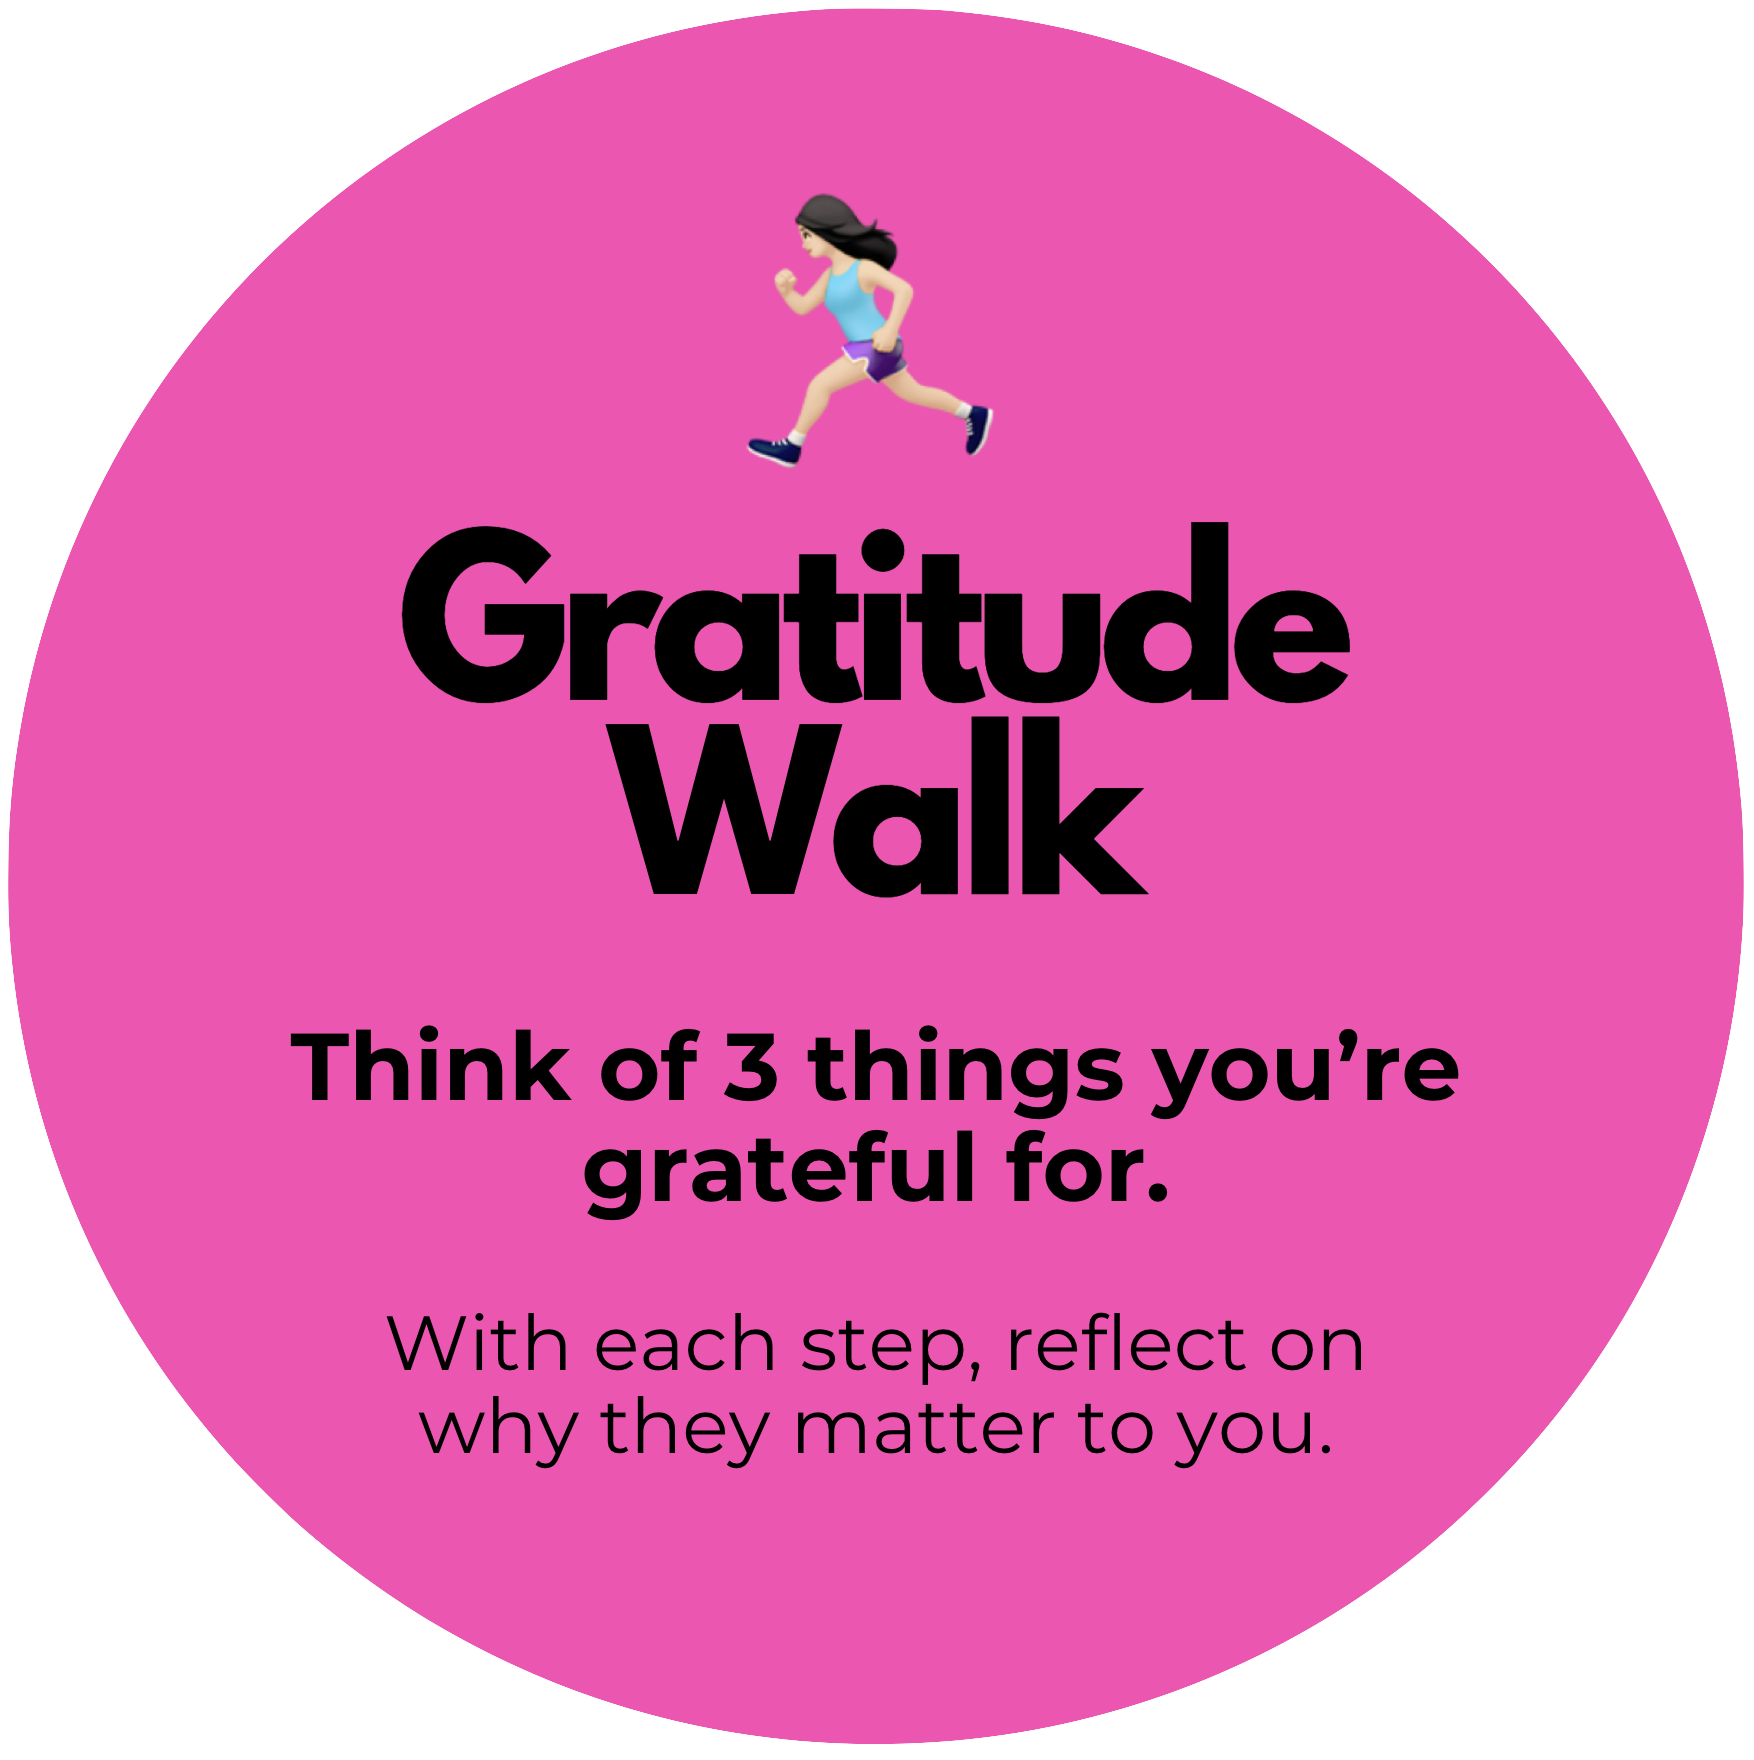 Gratitude
Walk
Think of 3 things you’re
grateful for.
With each step, reflect on
why they matter to you.